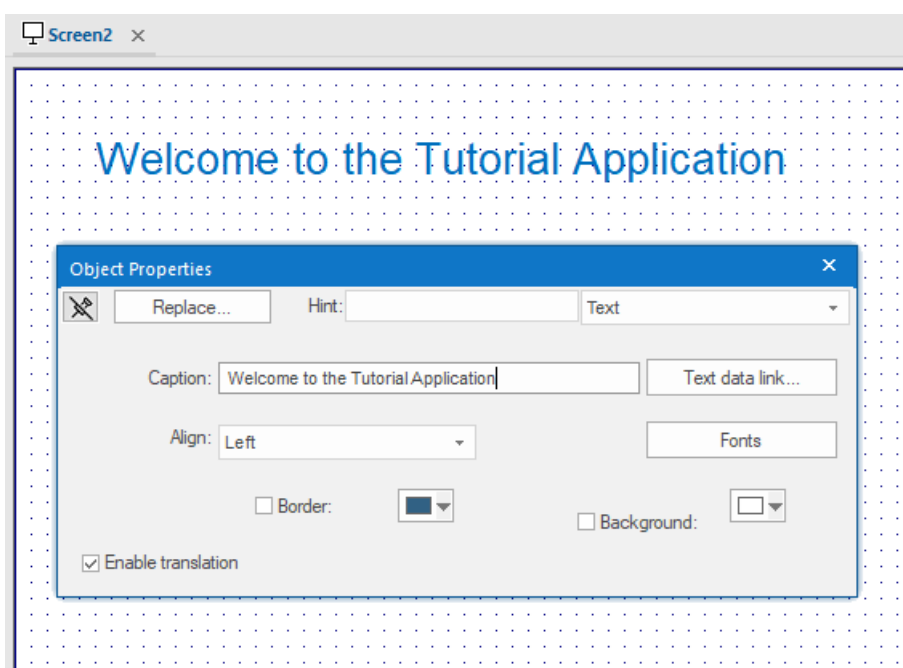 Screen2
Welcome to the Tutorial Application
Object Properties
Replace... Hint: Text
Caption: Welcome to the Tutorial Application Text data link...
Align: Left Fonts
Border: Background:
Enable translation